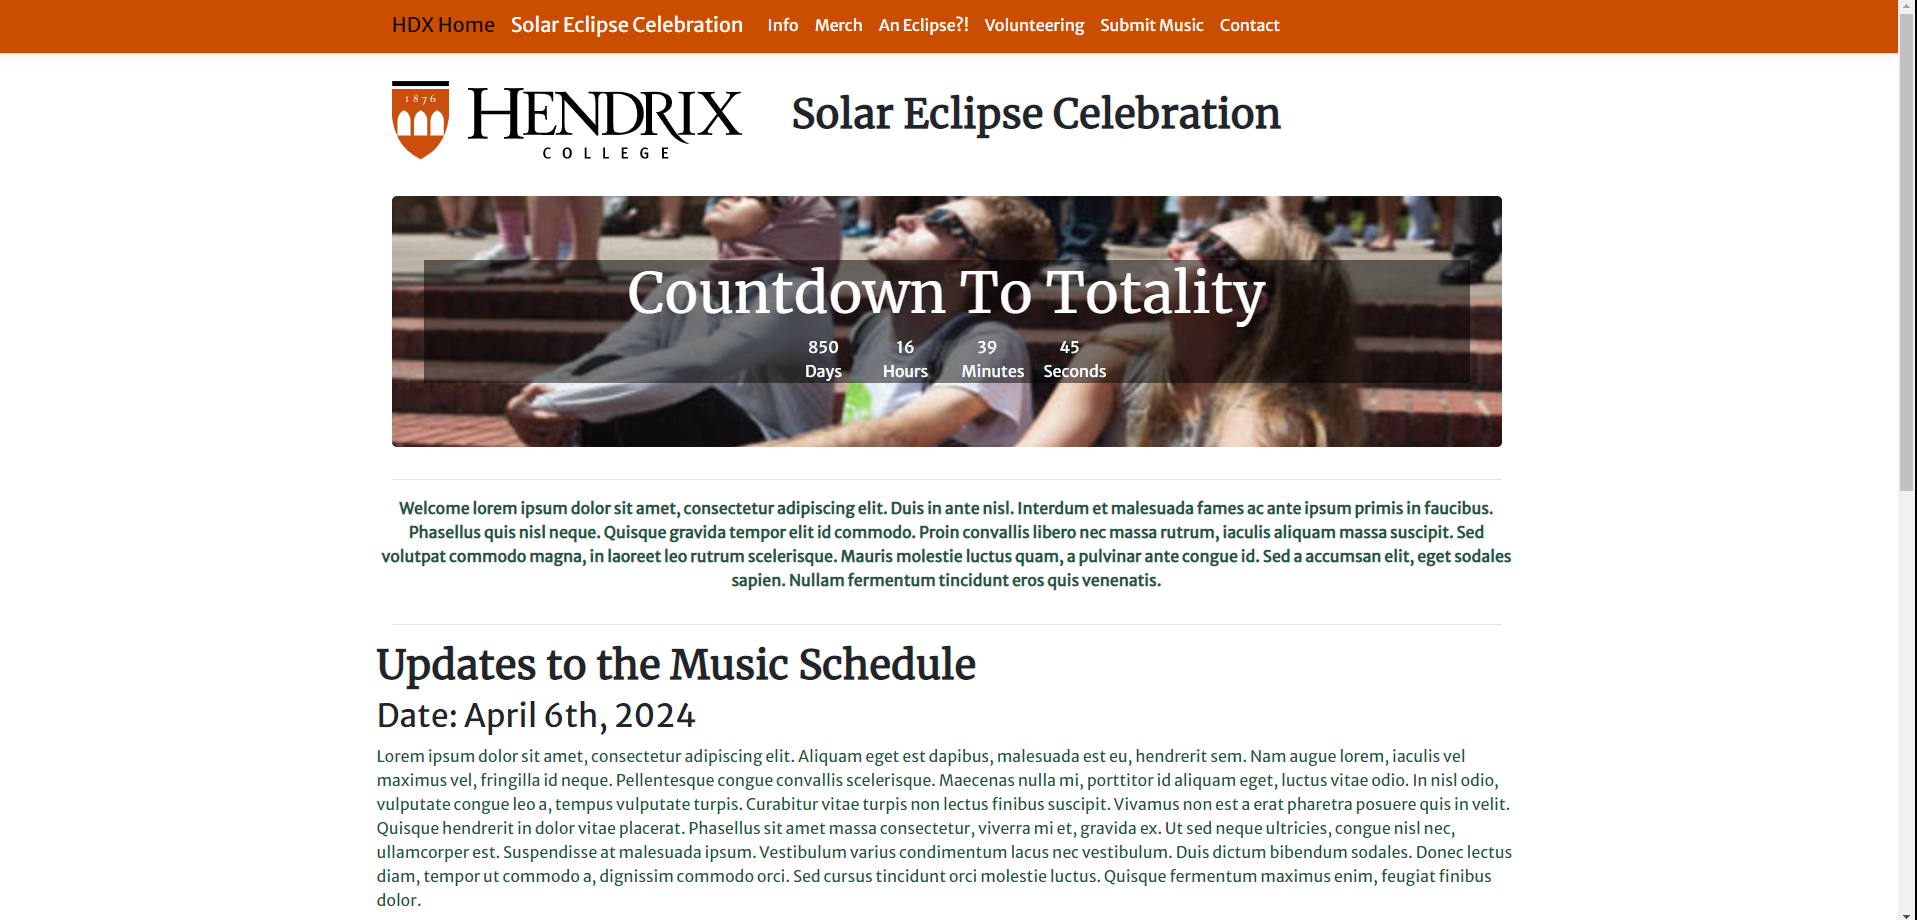 HDX Home Solar Eclipse Celebration Info Merch An Eclipse?! Volunteering Submit Music Contact
1876
HENDRIX
COLLEGE
Solar Eclipse Celebration
Countdown To Totality
850 16 39 45
Days Hours Minutes Seconds
Welcome lorem ipsum dolor sit amet, consectetur adipiscing elit. Duis in ante nisl. Interdum et malesuada fames ac ante ipsum primis in faucibus.
Phasellus quis nisl neque. Quisque gravida tempor elit id commodo. Proin convallis libero nec massa rutrum, iaculis aliquam massa suscipit. Sed
volutpat commodo magna, in laoreet leo rutrum scelerisque. Mauris molestie luctus quam, a pulvinar ante congue id. Sed a accumsan elit, eget sodales
sapien. Nullam fermentum tincidunt eros quis venenatis.
Updates to the Music Schedule
Date: April 6th, 2024
Lorem ipsum dolor sit amet, consectetur adipiscing elit. Aliquam eget est dapibus, malesuada est eu, hendrerit sem. Nam augue lorem, iaculis vel
maximus vel, fringilla id neque. Pellentesque congue convallis scelerisque. Maecenas nulla mi, porttitor id aliquam eget, luctus vitae odio. In nisl odio,
vulputate congue leo a, tempus vulputate turpis. Curabitur vitae turpis non lectus finibus suscipit. Vivamus non est a erat pharetra posuere quis in velit.
Quisque hendrerit in dolor vitae placerat. Phasellus sit amet massa consectetur, viverra mi et, gravida ex. Ut sed neque ultricies, congue nisl nec,
ullamcorper est. Suspendisse at malesuada ipsum. Vestibulum varius condimentum lacus nec vestibulum. Duis dictum bibendum sodales. Donec lectus
diam, tempor ut commodo a, dignissim commodo orci. Sed cursus tincidunt orci molestie luctus. Quisque fermentum maximus enim, feugiat finibus
dolor.